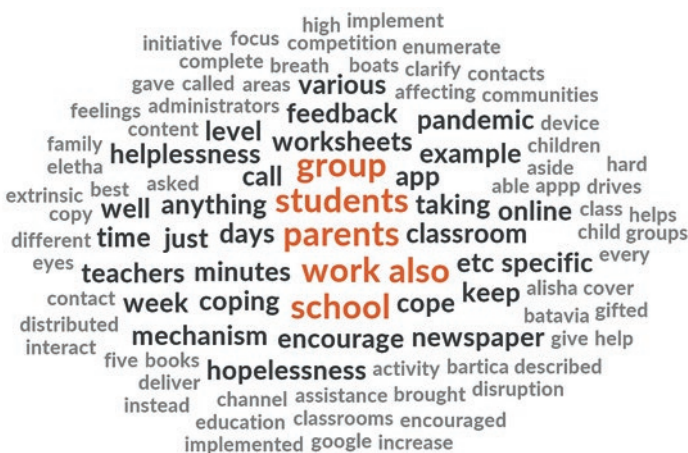 high implement
initiative focus competition enumerate
complete breath boats clarify contacts
gave called areas various affecting communities
feelings administrators feedback pandemic device
content level worksheets children
family helplessness group example aside hard
eletha call app able appp drives
extrinsic best asked students taking online class helps
copy well anything child groups
different time just days parents classroom every
eyes teachers minutes work also etc specific
contact week coping school cope keep alisha cover
distributed batavia gifted
interact mechanism encourage newspaper give help
five books hopelessness activity bartica described
deliver channel assistance brought disruption
instead education classrooms encouraged
implemented google increase